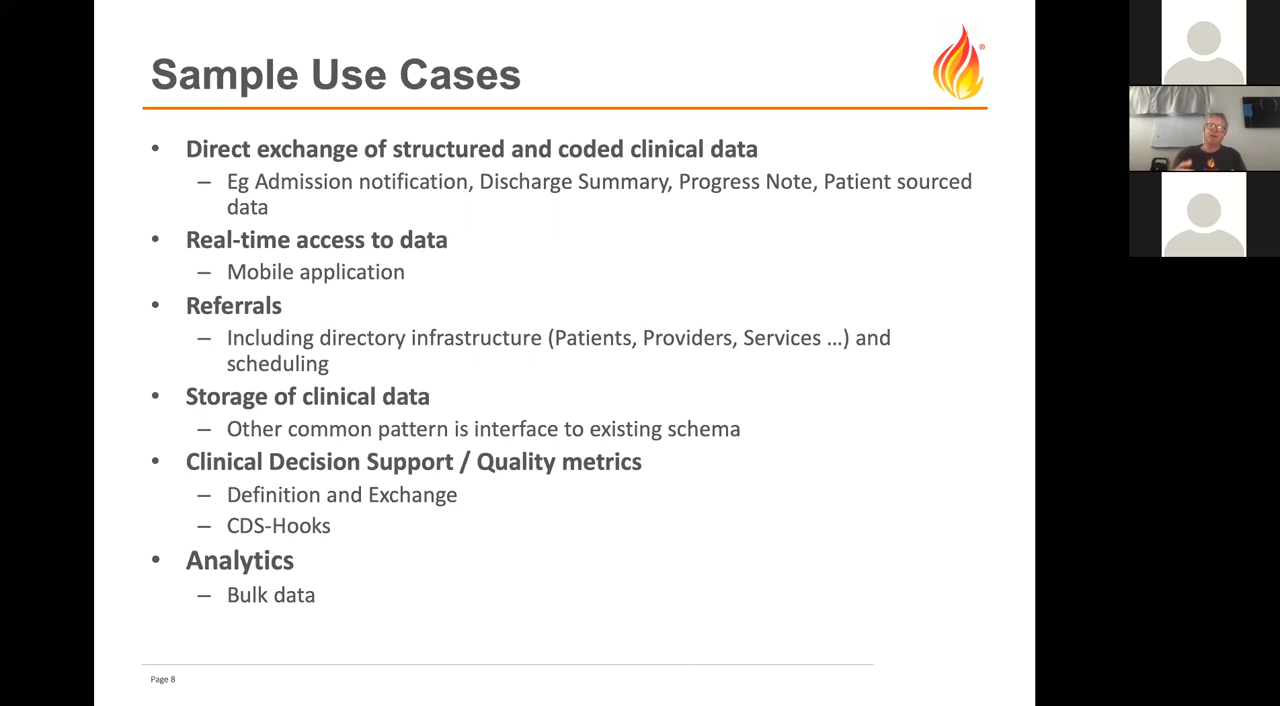 Sample Use Cases
®
• Direct exchange of structured and coded clinical data
– Eg Admission notification, Discharge Summary, Progress Note, Patient sourced
data
• Real-time access to data
– Mobile application
• Referrals
– Including directory infrastructure (Patients, Providers, Services ...) and
scheduling
• Storage of clinical data
– Other common pattern is interface to existing schema
• Clinical Decision Support / Quality metrics
– Definition and Exchange
– CDS-Hooks
• Analytics
– Bulk data
Page 8